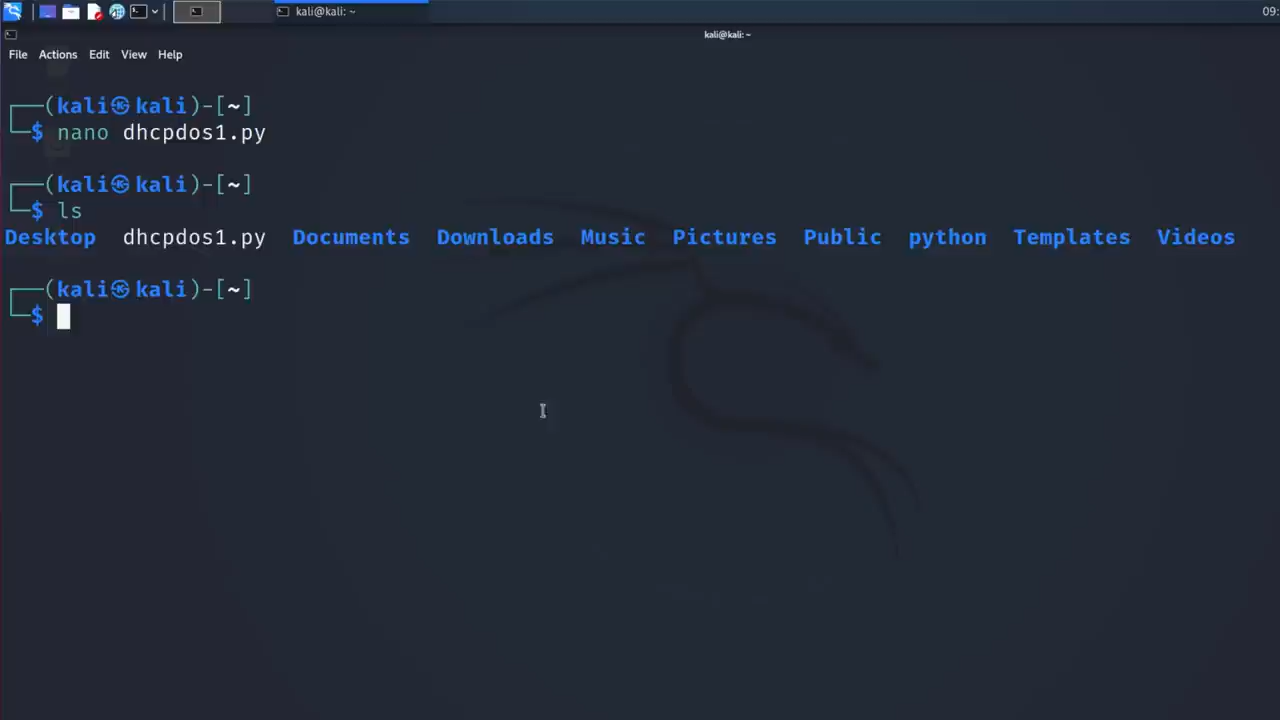 kali@kali: ~
09:
kali@kali: ~
File Actions Edit View Help
(kali㉿kali)-[~]
$ nano dhcpdos1.py
(kali㉿kali)-[~]
$ ls
Desktop dhcpdos1.py Documents Downloads Music Pictures Public python Templates Videos
(kali㉿kali)-[~]
$